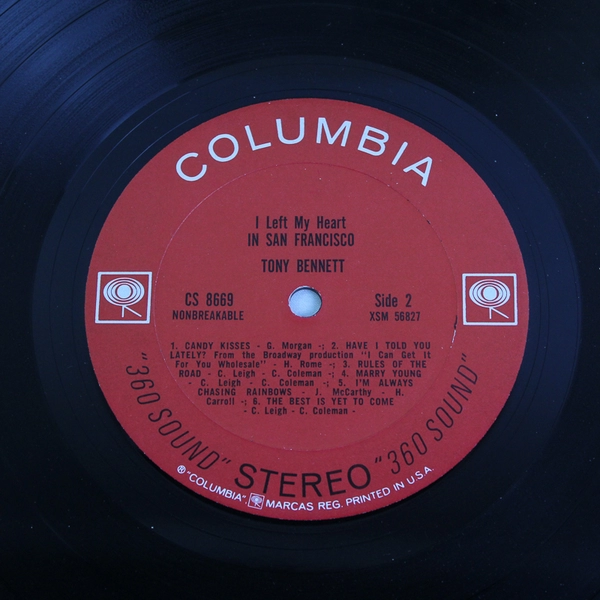 COLUMBIA
I Left My Heart
IN SAN FRANCISCO
TONY BENNETT
CS 8669
NONBREAKABLE
Side 2
XSM 56827
1. CANDY KISSES - G. Morgan -; 2. HAVE I TOLD YOU
LATELY? From the Broadway production "I Can Get It
For You Wholesale" - H. Rome -; 3. RULES OF THE
ROAD - C. Leigh - C. Coleman -; 4. MARRY YOUNG
- C. Leigh - C. Coleman -; 5. I'M ALWAYS
CHASING RAINBOWS - J. McCarthy - H.
Carroll -; 6. THE BEST IS YET TO COME
- C. Leigh - C. Coleman -
"360 SOUND" STEREO "360 SOUND"
® "COLUMBIA", MARCAS REG. PRINTED IN U.S.A.